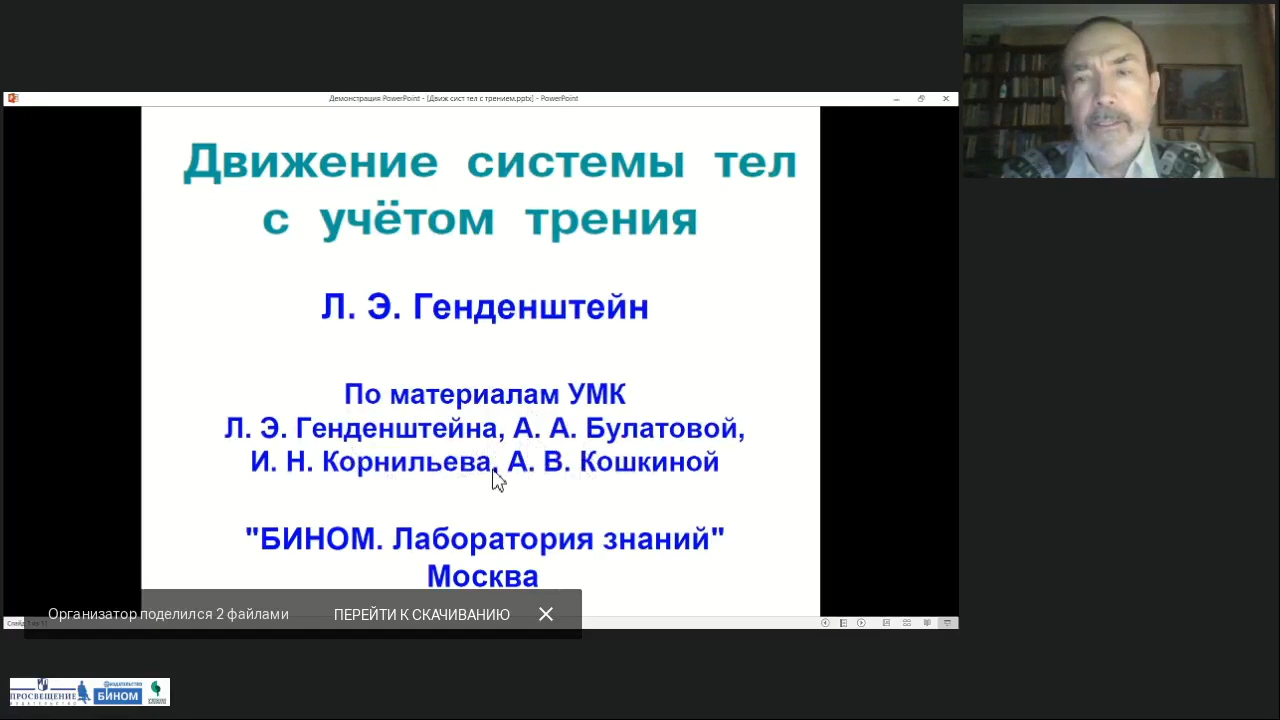 Демонстрация PowerPoint - [Движ сист тел с трением.pptx] - PowerPoint
Движение системы тел
с учётом трения
Л. Э. Генденштейн
По материалам УМК
Л. Э. Генденштейна, А. А. Булатовой,
И. Н. Корнильева, А. В. Кошкиной
"БИНОМ. Лаборатория знаний"
Москва
Организатор поделился 2 файлами
ПЕРЕЙТИ К СКАЧИВАНИЮ
ПРОСВЕЩЕНИЕ
ИЗДАТЕЛЬСТВО
БИНОМ